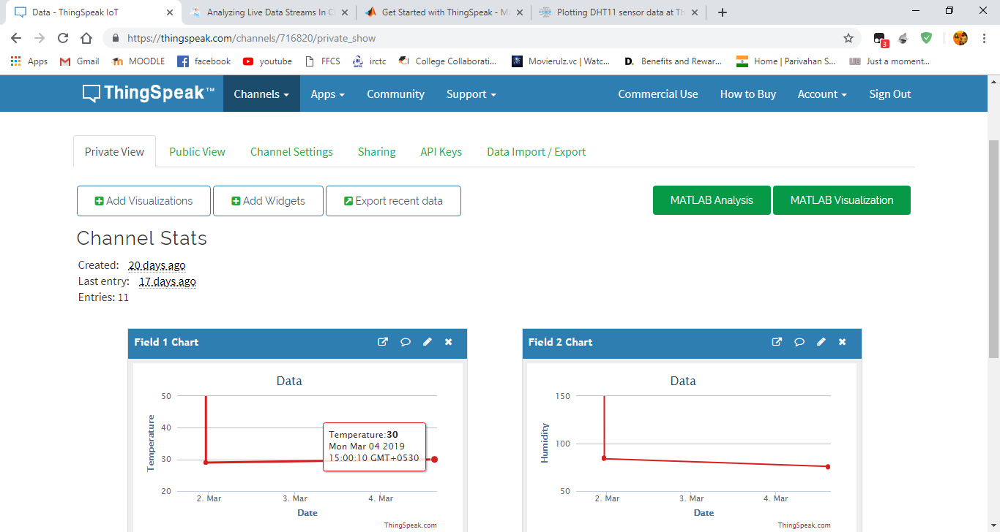 Data - ThingSpeak IoT
Analyzing Live Data Streams In C
Get Started with ThingSpeak - M
Plotting DHT11 sensor data at Th
https://thingspeak.com/channels/716820/private_show
3
Apps Gmail MOODLE facebook youtube FFCS irctc College Collaborati... Movierulz.vc | Watc... D. Benefits and Rewar... Home | Parivahan S... UB Just a moment...
ThingSpeak™ Channels Apps Community Support Commercial Use How to Buy Account Sign Out
Private View Public View Channel Settings Sharing API Keys Data Import / Export
Add Visualizations Add Widgets Export recent data MATLAB Analysis MATLAB Visualization
Channel Stats
Created: 20 days ago
Last entry: 17 days ago
Entries: 11
Field 1 Chart
Data
Temperature
50
40
30
20
Temperature:30
Mon Mar 04 2019
15:00:10 GMT+0530
2. Mar 3. Mar 4. Mar
Date
ThingSpeak.com
Field 2 Chart
Data
Humidity
150
100
50
2. Mar 3. Mar 4. Mar
Date
ThingSpeak.com